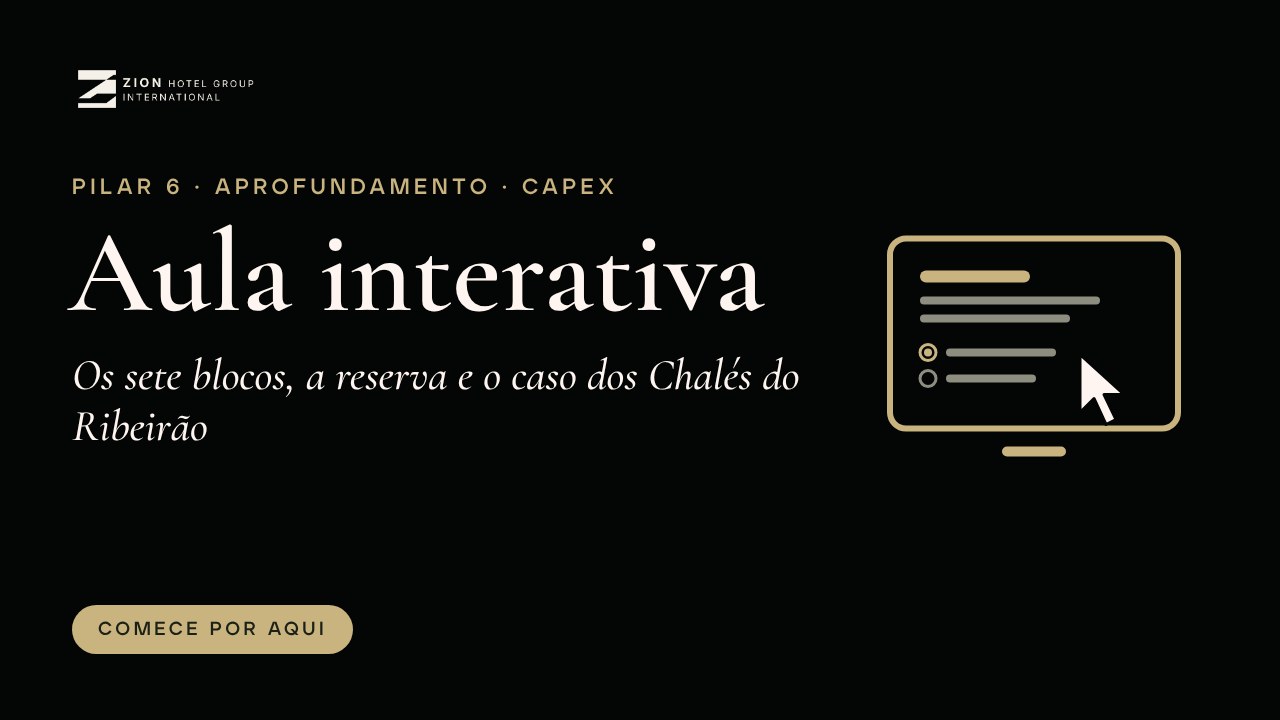 ZION HOTEL GROUP
INTERNATIONAL
PILAR 6 · APROFUNDAMENTO · CAPEX
Aula interativa
Os sete blocos, a reserva e o caso dos Chalés do
Ribeirão
COMECE POR AQUI